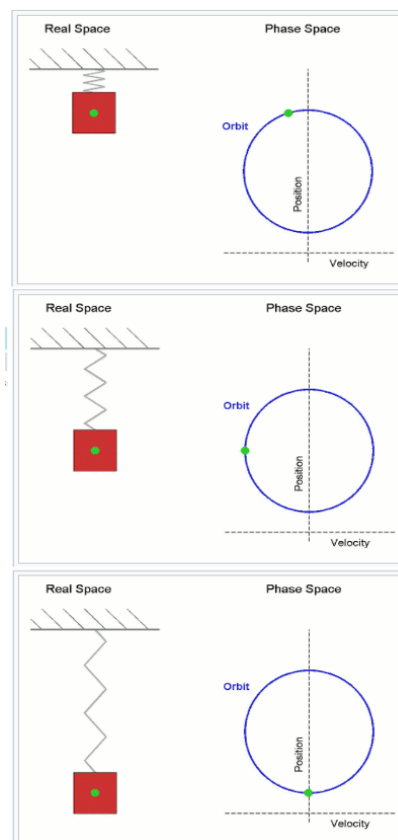 Real Space Phase Space
Orbit
Position
Velocity
Real Space Phase Space
Orbit
Position
Velocity
Real Space Phase Space
Orbit
Position
Velocity